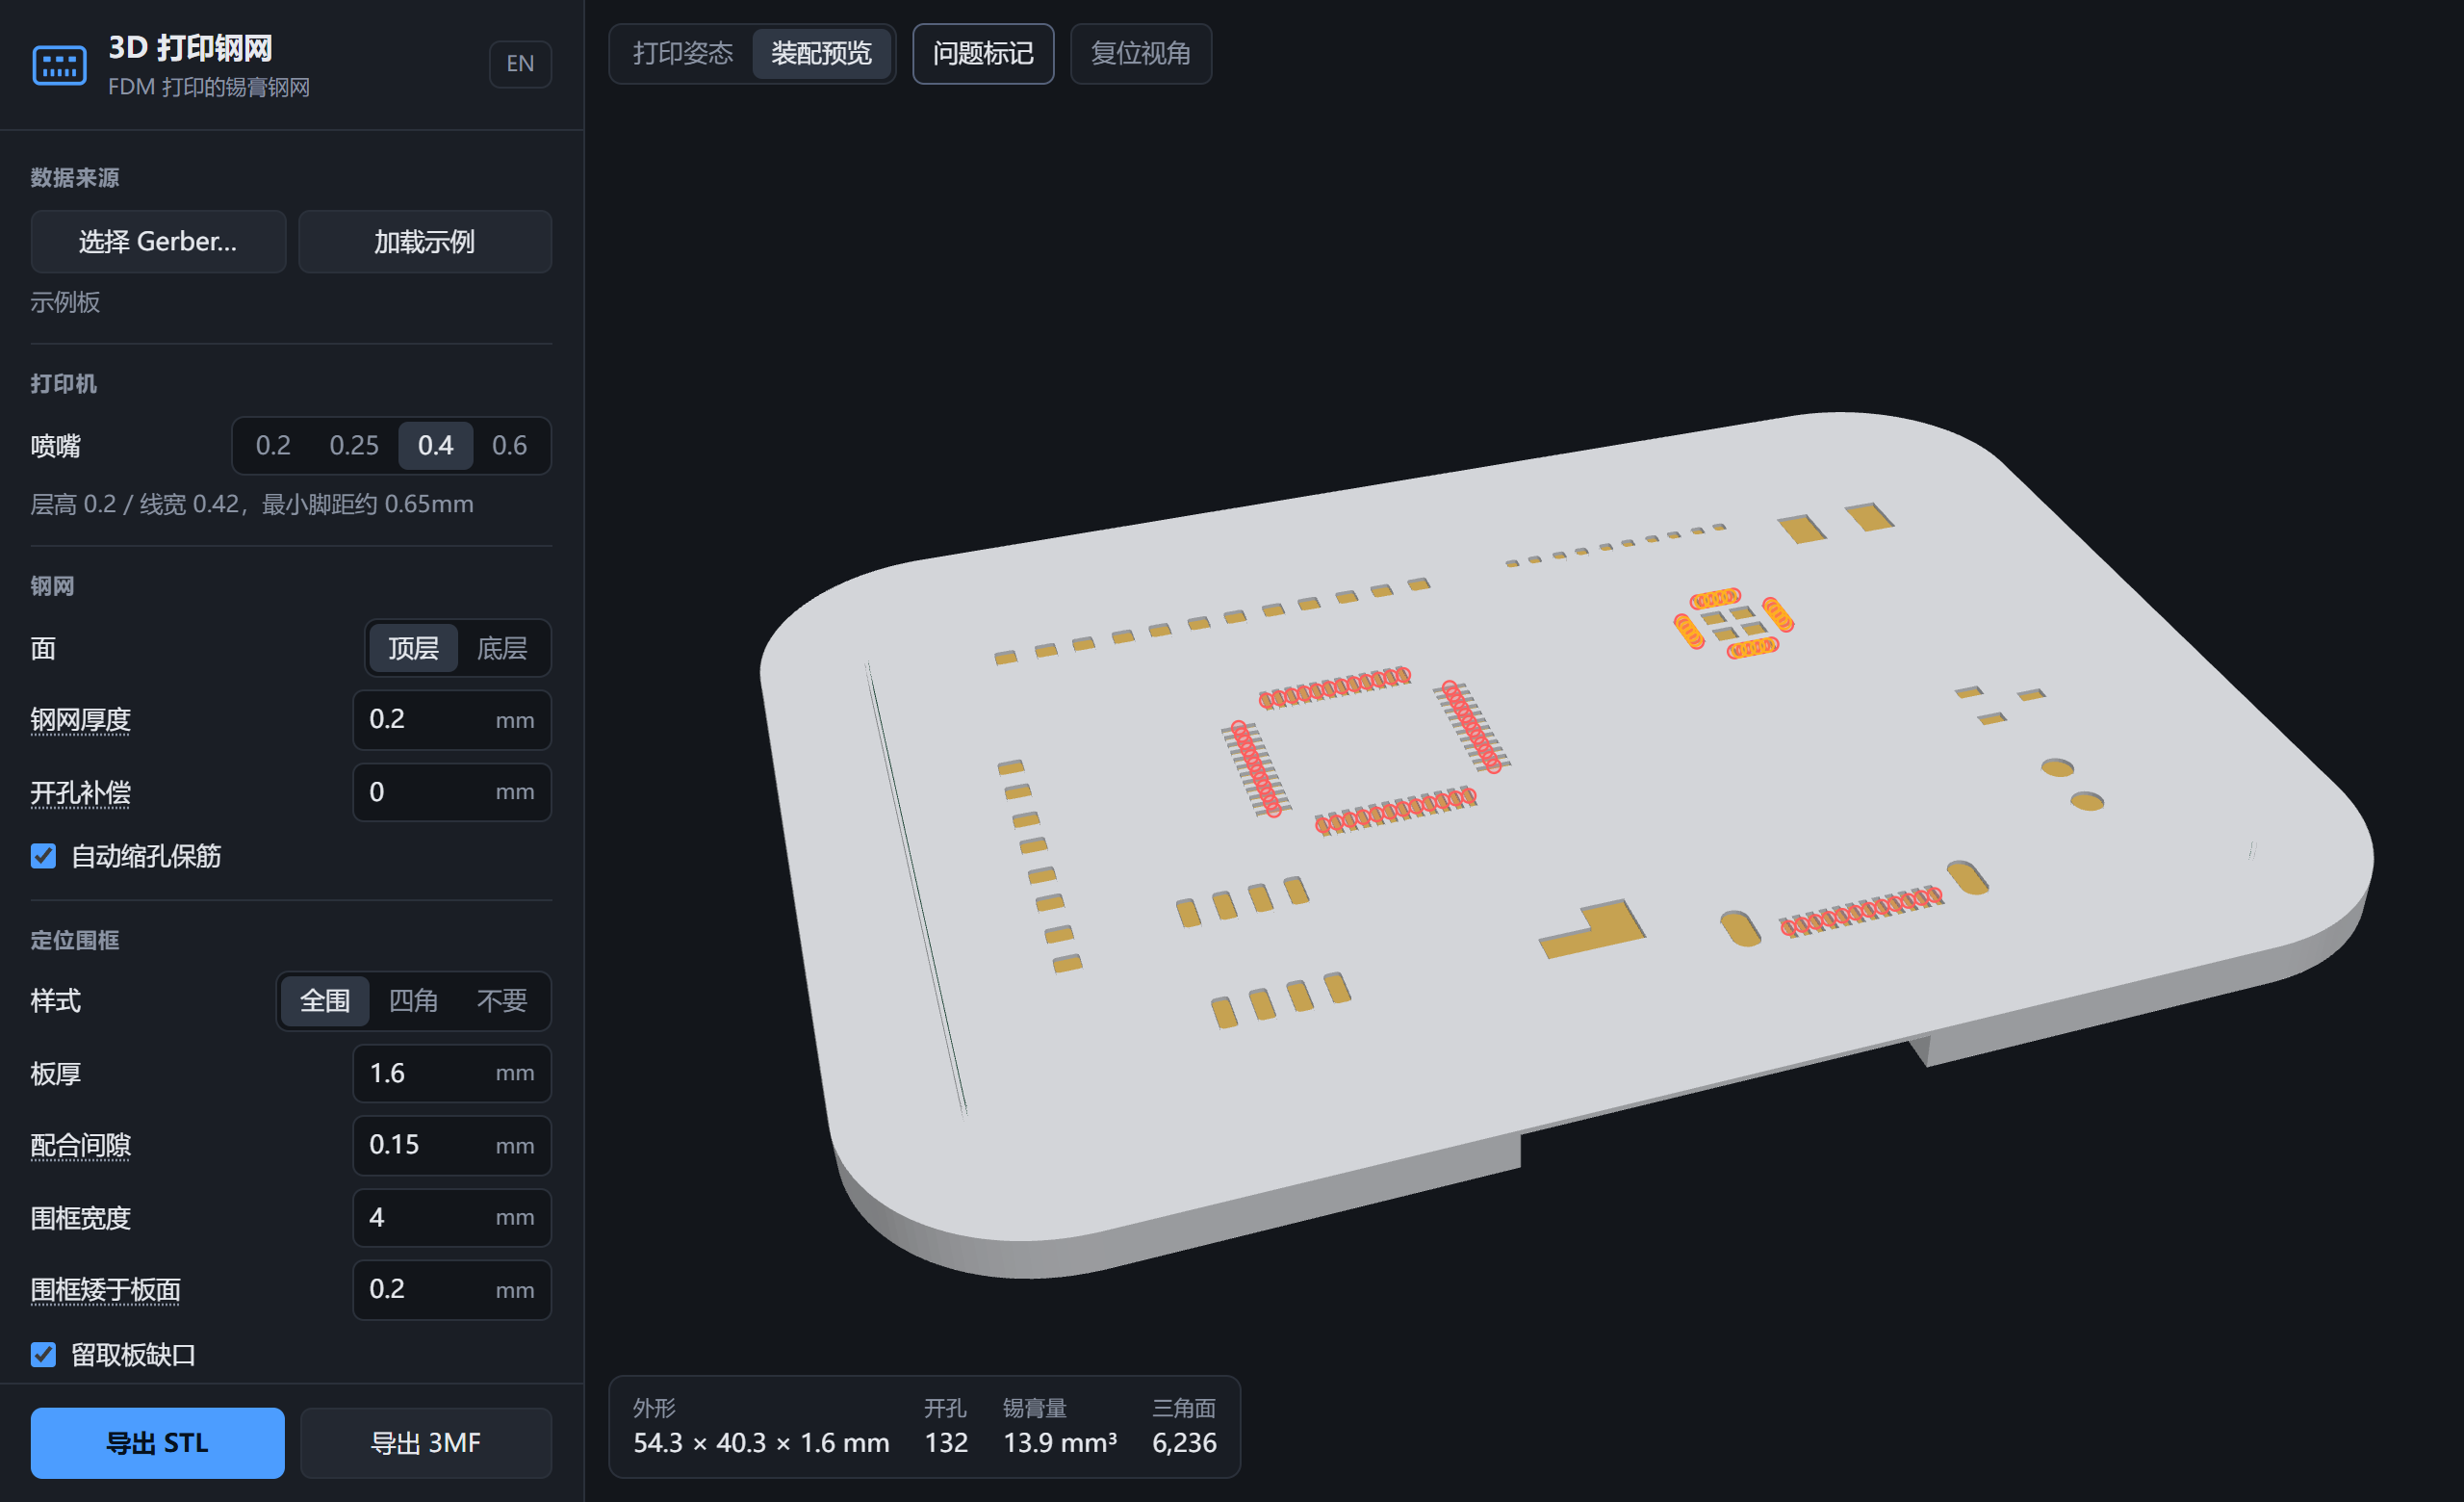 3D 打印钢网
FDM 打印的锡膏钢网
EN
数据来源
选择 Gerber...
加载示例
示例板
打印机
喷嘴
0.2
0.25
0.4
0.6
层高 0.2 / 线宽 0.42，最小脚距约 0.65mm
钢网
面
顶层
底层
钢网厚度
0.2 mm
开孔补偿
0 mm
自动缩孔保筋
定位围框
样式
全围
四角
不要
板厚
1.6 mm
配合间隙
0.15 mm
围框宽度
4 mm
围框矮于板面
0.2 mm
留取板缺口
导出 STL
导出 3MF
打印姿态
装配预览
问题标记
复位视角
外形
54.3 × 40.3 × 1.6 mm
开孔
132
锡膏量
13.9 mm³
三角面
6,236